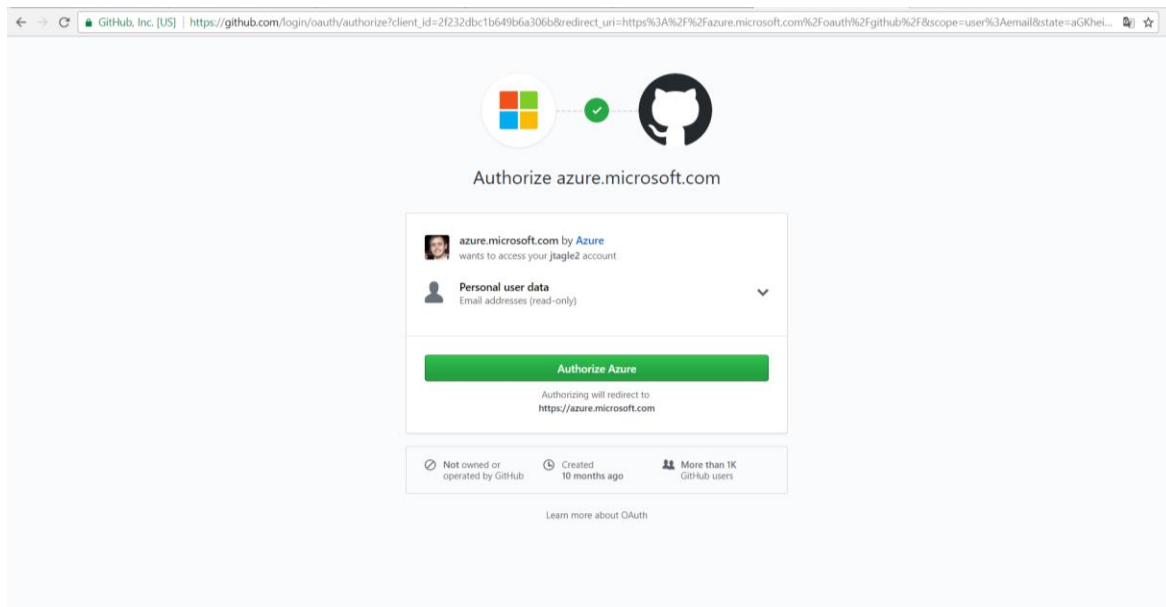 GitHub, Inc. [US] | https://github.com/login/oauth/authorize?client_id=2f232dbc1b649b6a306b&redirect_uri=https%3A%2F%2Fazure.microsoft.com%2Foauth%2Fgithub%2F&scope=user%3Aemail&state=aGKhei...
Authorize azure.microsoft.com
azure.microsoft.com by Azure
wants to access your jtagle2 account
Personal user data
Email addresses (read-only)
Authorize Azure
Authorizing will redirect to
https://azure.microsoft.com
Not owned or
operated by GitHub
Created
10 months ago
More than 1K
GitHub users
Learn more about OAuth